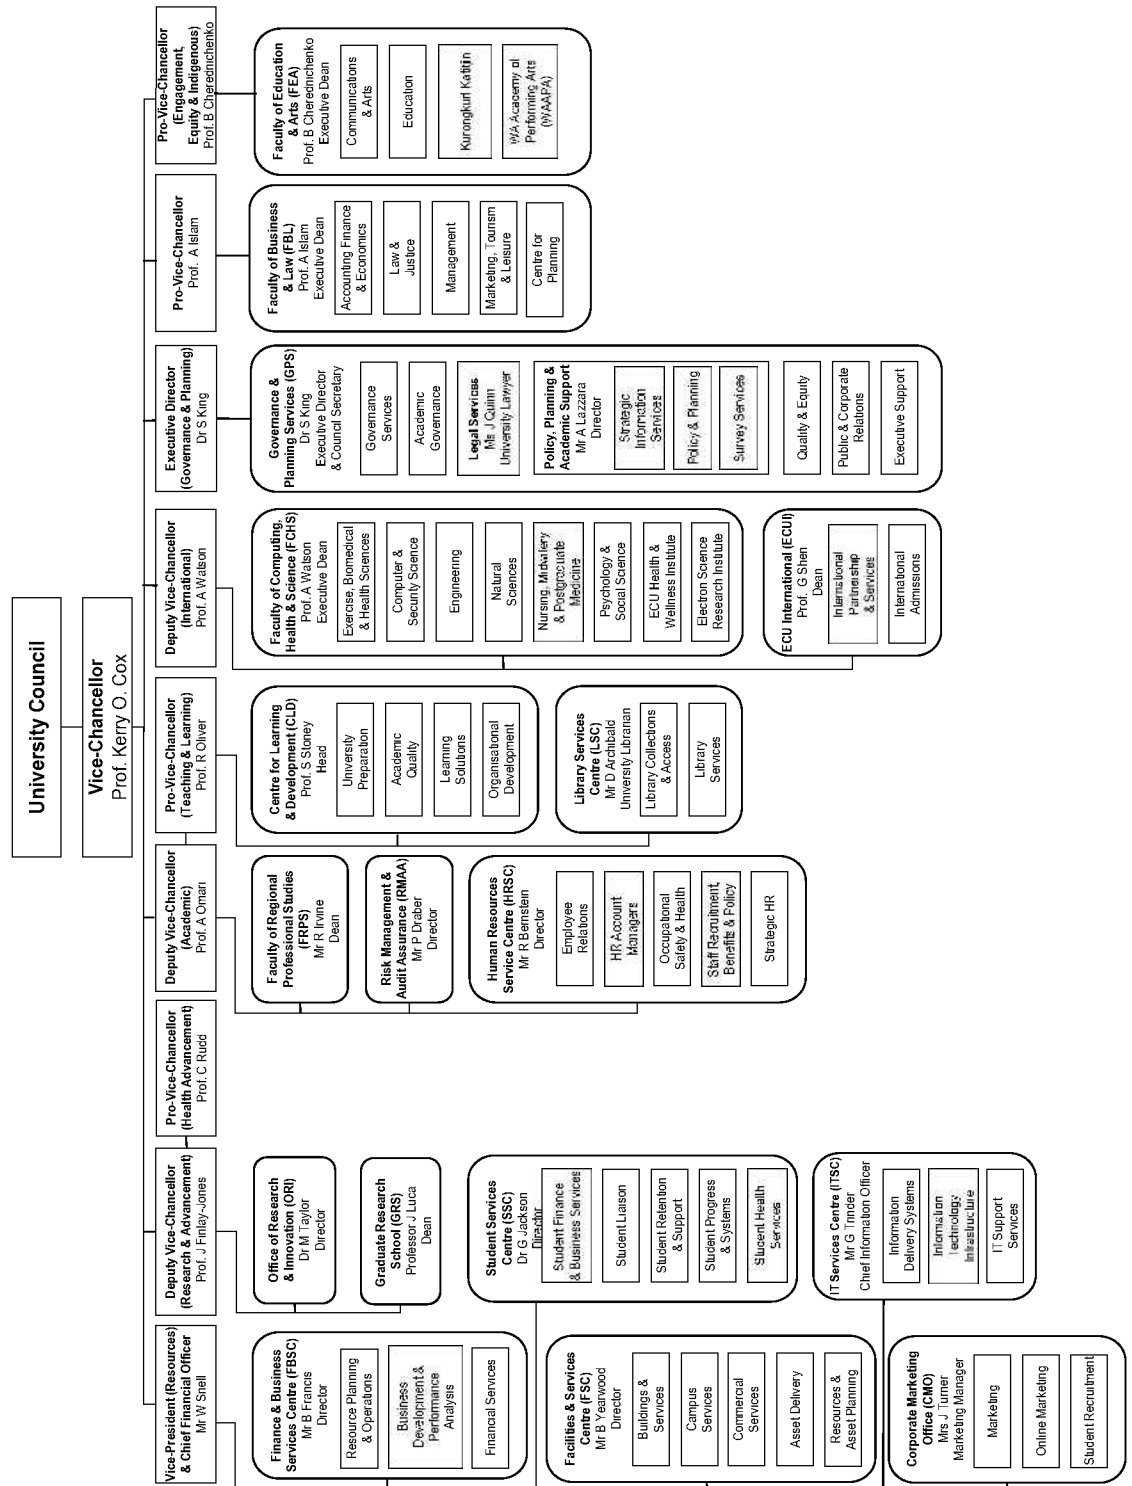 University Council
Vice-Chancellor
Prof. Kerry O. Cox
Vice-President (Resources)
& Chief Financial Officer
Mr W Snell
Deputy Vice-Chancellor
(Research & Advancement)
Prof. J Finlay-Jones
Pro-Vice-Chancellor
(Health Advancement)
Prof. C Rudd
Deputy Vice-Chancellor
(Academic)
Prof. A Omari
Pro-Vice-Chancellor
(Teaching & Learning)
Prof. R Oliver
Deputy Vice-Chancellor
(International)
Prof. A Watson
Executive Director
(Governance & Planning)
Dr S King
Pro-Vice-Chancellor
Prof. A Islam
Pro-Vice-Chancellor
(Engagement,
Equity & Indigenous)
Prof. B Cherednichenko
Finance & Business
Services Centre (FBSC)
Mr B Francis
Director
Resource Planning
& Operations
Business
Development &
Performance
Analysis
Financial Services
Facilities & Services
Centre (FSC)
Mr B Yearwood
Director
Buildings &
Services
Campus
Services
Commercial
Services
Asset Delivery
Resources &
Asset Planning
Corporate Marketing
Office (CMO)
Mrs J Turner
Marketing Manager
Marketing
Online Marketing
Student Recruitment
Office of Research
& Innovation (ORI)
Dr M Taylor
Director
Graduate Research
School (GRS)
Professor J Luca
Dean
Student Services
Centre (SSC)
Dr G Jackson
Director
Student Finance
& Business Services
Student Liaison
Student Retention
& Support
Student Progress
& Systems
Student Health
Services
IT Services Centre (ITSC)
Mr G Trinder
Chief Information Officer
Information
Delivery Systems
Information
Technology
Infrastructure
IT Support
Services
Faculty of Regional
Professional Studies
(FRPS)
Mr R Irvine
Dean
Risk Management &
Audit Assurance (RMAA)
Mr P Draber
Director
Human Resources
Service Centre (HRSC)
Mr R Bernstein
Director
Employee
Relations
HR Account
Managers
Occupational
Safety & Health
Staff Recruitment,
Benefits & Policy
Strategic HR
Centre for Learning
& Development (CLD)
Prof. S Stoney
Head
University
Preparation
Academic
Quality
Learning
Solutions
Organisational
Development
Library Services
Centre (LSC)
Mr D Archibald
University Librarian
Library Collections
& Access
Library
Services
Faculty of Computing,
Health & Science (FCHS)
Prof. A Watson
Executive Dean
Exercise, Biomedical
& Health Sciences
Computer &
Security Science
Engineering
Natural
Sciences
Nursing, Midwifery
& Postgraduate
Medicine
Psychology &
Social Science
ECU Health &
Wellness Institute
Electron Science
Research Institute
ECU International (ECUI)
Prof. G Shen
Dean
International
Partnership
& Services
International
Admissions
Governance &
Planning Services (GPS)
Dr S King
Executive Director
& Council Secretary
Governance
Services
Academic
Governance
Legal Services
Ms J Quinn
University Lawyer
Policy, Planning &
Academic Support
Mr A Lazzara
Director
Strategic
Information
Services
Policy & Planning
Survey Services
Quality & Equity
Public & Corporate
Relations
Executive Support
Faculty of Business
& Law (FBL)
Prof. A Islam
Executive Dean
Accounting Finance
& Economics
Law &
Justice
Management
Marketing, Tourism
& Leisure
Centre for
Planning
Faculty of Education
& Arts (FEA)
Prof. B Cherednichenko
Executive Dean
Communications
& Arts
Education
Kurongkurl Katitjin
WA Academy of
Performing Arts
(WAAPA)